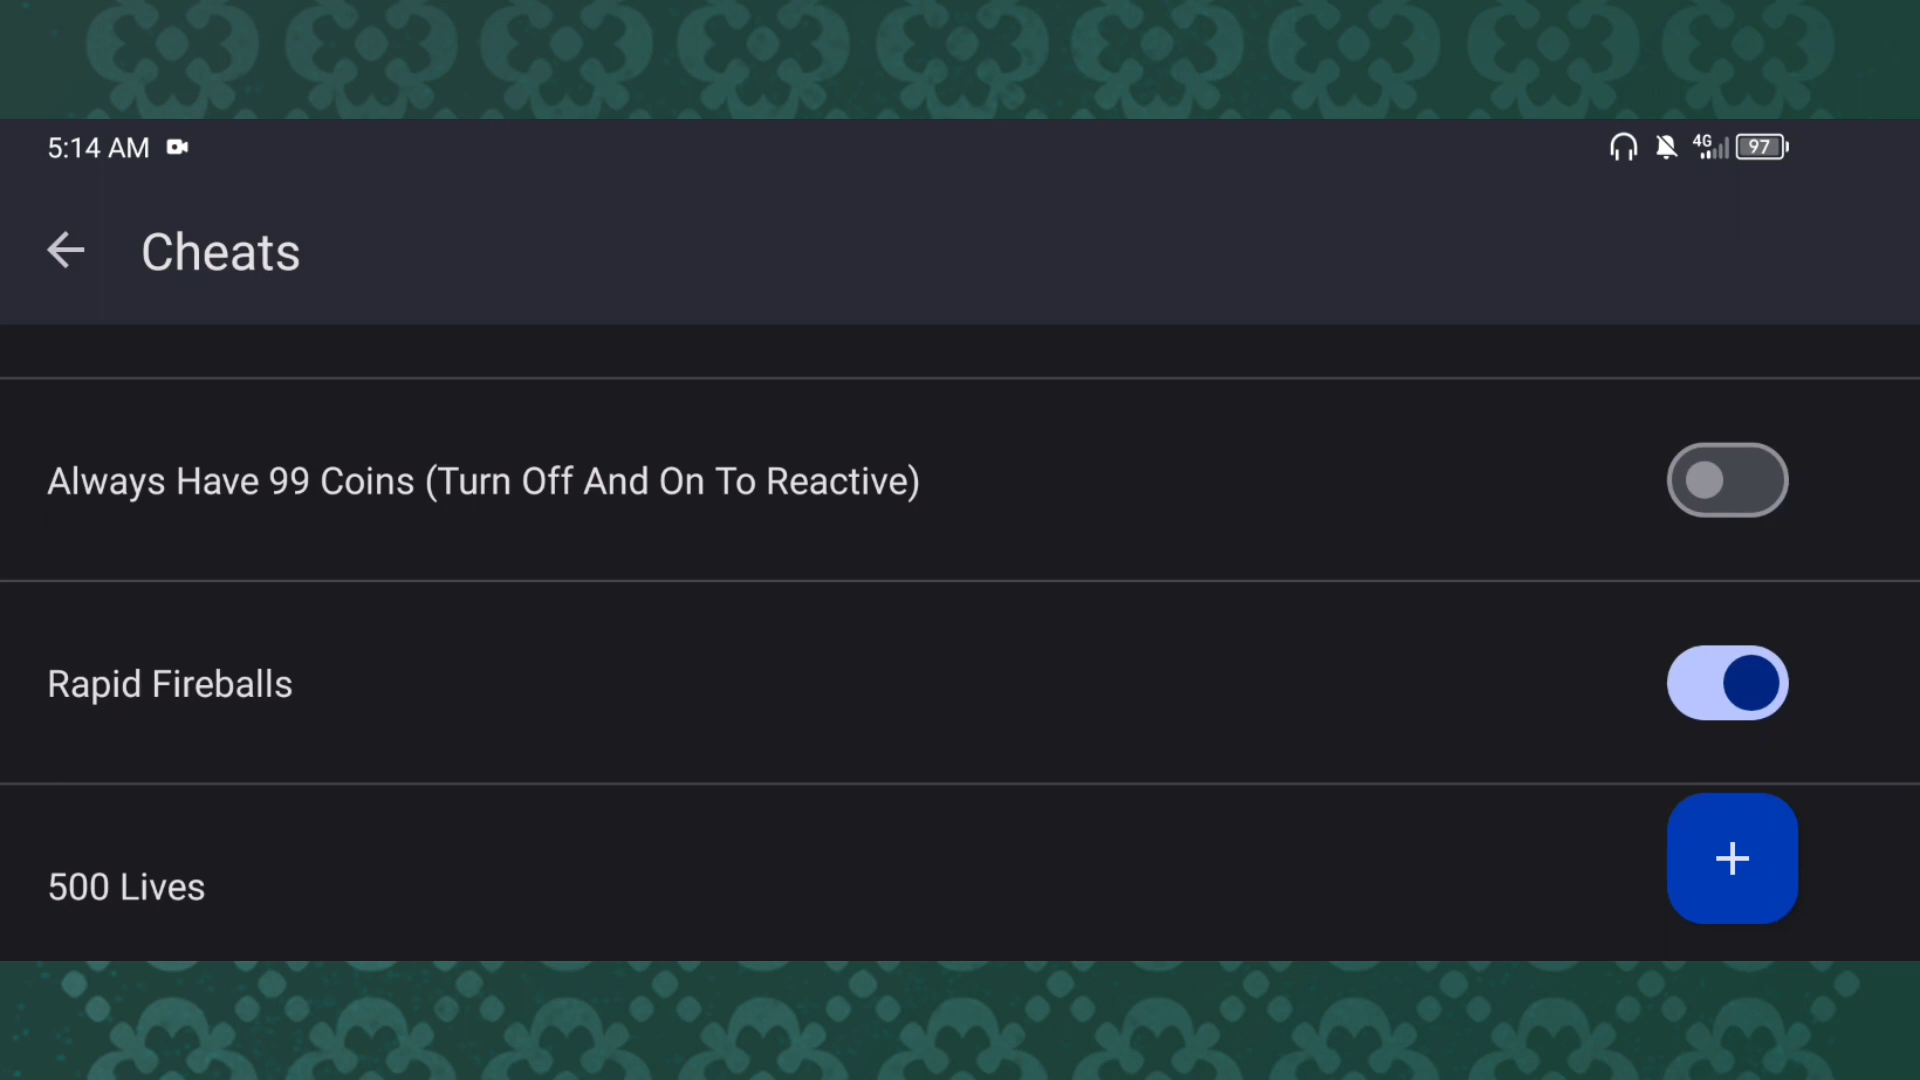 5:14 AM
4G
97
Cheats
Always Have 99 Coins (Turn Off And On To Reactive)
Rapid Fireballs
500 Lives